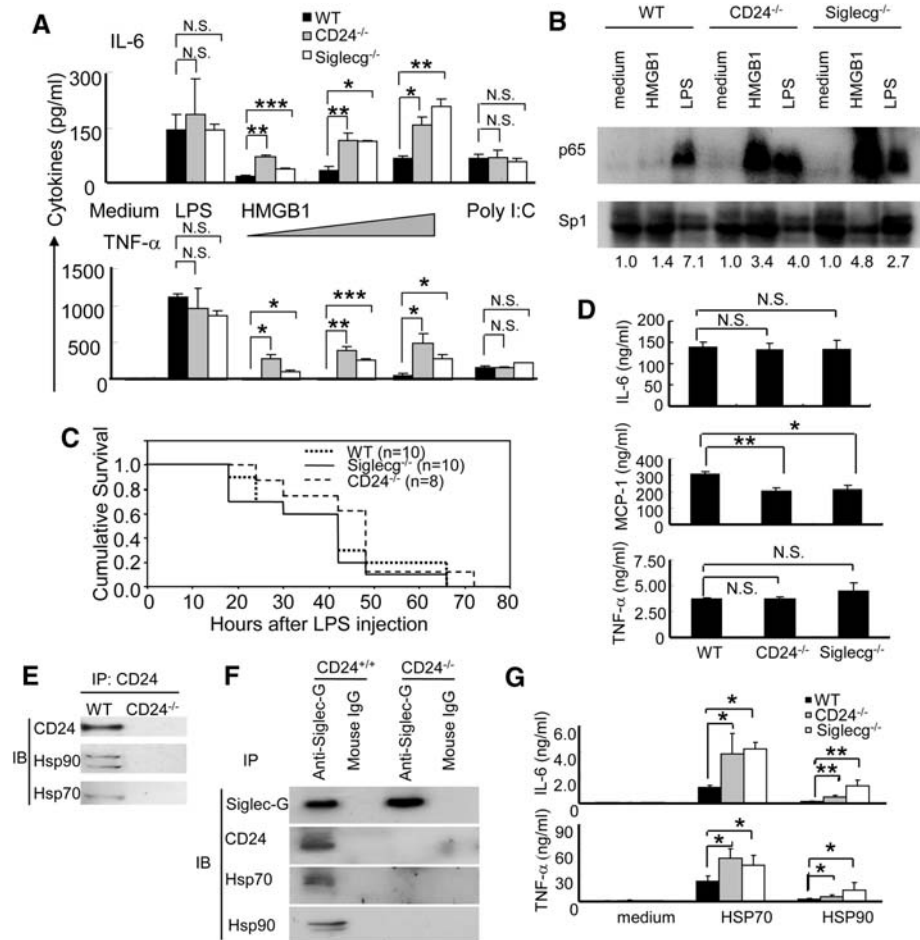 A
IL-6
WT
CD24-/-
Siglecg-/-
Cytokines (pg/ml)
300
150
0
N.S.
N.S.
***
**
*
**
**
*
N.S.
N.S.
Medium LPS HMGB1 Poly I:C
TNF-α
1000
500
0
N.S.
N.S.
*
*
***
**
*
*
N.S.
N.S.
B
WT CD24-/- Siglecg-/-
medium HMGB1 LPS medium HMGB1 LPS medium HMGB1 LPS
p65
Sp1
1.0 1.4 7.1 1.0 3.4 4.0 1.0 4.8 2.7
C
WT (n=10)
Siglecg-/- (n=10)
CD24-/- (n=8)
Cumulative Survival
1.0
0.8
0.6
0.4
0.2
0.0
0 10 20 30 40 50 60 70 80
Hours after LPS injection
D
N.S.
N.S.
IL-6 (ng/ml)
150
100
50
0
*
**
MCP-1 (ng/ml)
400
300
200
100
0
N.S.
N.S.
TNF-α (ng/ml)
7.50
5.00
2.50
0
WT CD24-/- Siglecg-/-
E
IP: CD24
WT CD24-/-
IB
CD24
Hsp90
Hsp70
F
CD24+/+ CD24-/-
IP
Anti-Siglec-G Mouse IgG Anti-Siglec-G Mouse IgG
IB
Siglec-G
CD24
Hsp70
Hsp90
G
WT
CD24-/-
Siglecg-/-
IL-6 (ng/ml)
6.0
4.0
2.0
0
*
*
**
**
TNF-α (ng/ml)
90
60
30
0
*
*
*
*
medium HSP70 HSP90